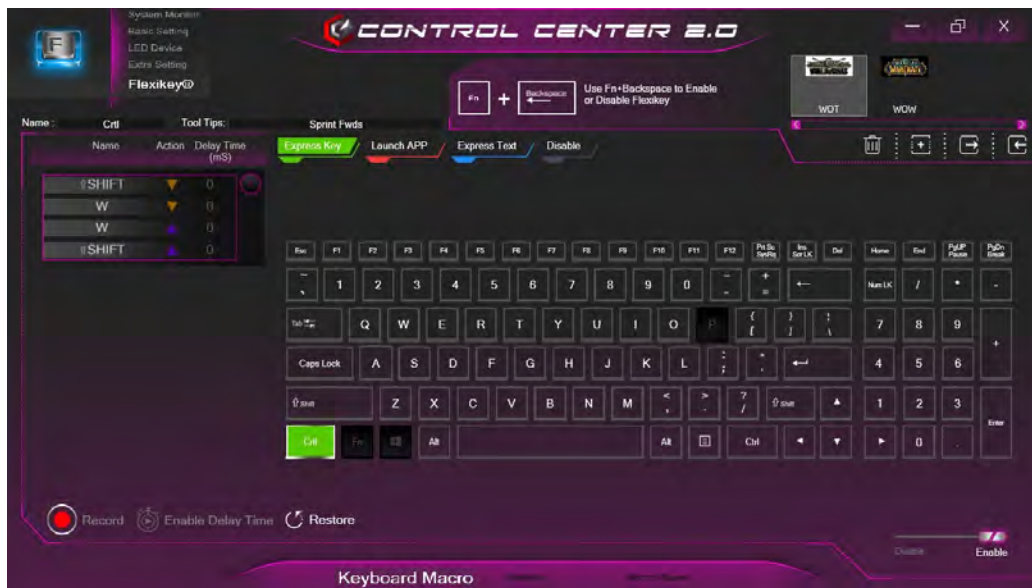 System Monitor
Basic Setting
LED Device
Extra Setting
Flexikey®
CONTROL CENTER 2.0
Fn + Backspace
Use Fn+Backspace to Enable
or Disable Flexikey
WOT WOW
Name : Crtl Tool Tips: Sprint Fwds
Name Action Delay Time
(mS)
Express Key Launch APP Express Text Disable
⇧SHIFT 0
W 0
W 0
⇧SHIFT 0
Esc F1 F2 F3 F4 F5 F6 F7 F8 F9 F10 F11 F12 Prt Sc SysRq Ins Scr LK Del Home End PgUP Pause PgDn Break
~ ` 1 2 3 4 5 6 7 8 9 0 - + = ← Num LK / * -
Tab Q W E R T Y U I O P { [ } ] \ 7 8 9 +
Caps Lock A S D F G H J K L : ; " ↵ 4 5 6
⇧ Shift Z X C V B N M < , > . ? / ⇧ Shift ▲ 1 2 3 Enter
Crtl Fn Alt Alt Ctrl ◄ ▼ ► 0 .
Record Enable Delay Time Restore
Disable Enable
Keyboard Macro